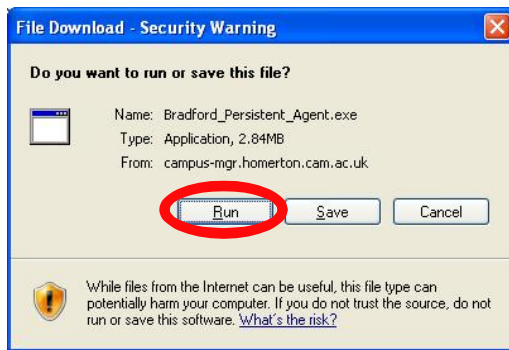 File Download - Security Warning
Do you want to run or save this file?
Name: Bradford_Persistent_Agent.exe
Type: Application, 2.84MB
From: campus-mgr.homerton.cam.ac.uk
Run Save Cancel
While files from the Internet can be useful, this file type can
potentially harm your computer. If you do not trust the source, do not
run or save this software. What's the risk?